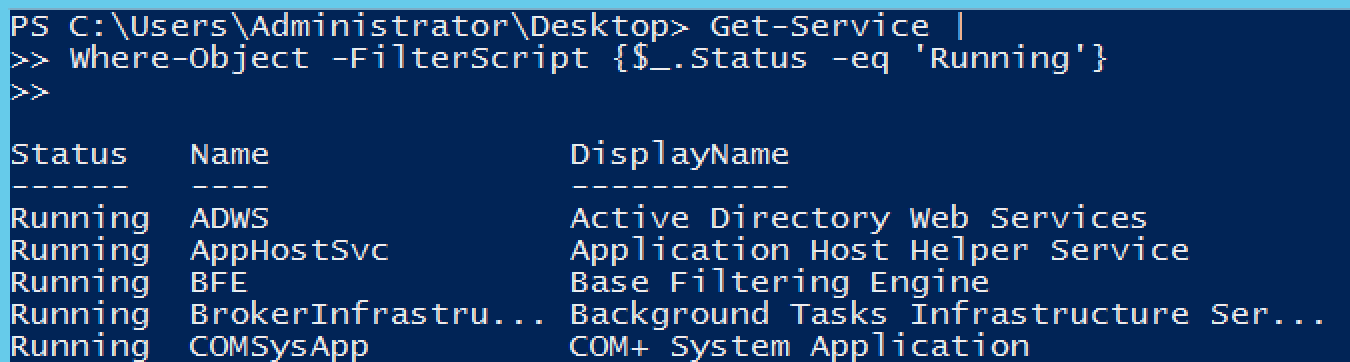 PS C:\Users\Administrator\Desktop> Get-Service |
>> Where-Object -FilterScript {$_.Status -eq 'Running'}
>>
Status   Name               DisplayName
------   ----               -----------
Running  ADWS               Active Directory Web Services
Running  AppHostSvc         Application Host Helper Service
Running  BFE                Base Filtering Engine
Running  BrokerInfrastru... Background Tasks Infrastructure Ser...
Running  COMSysApp          COM+ System Application